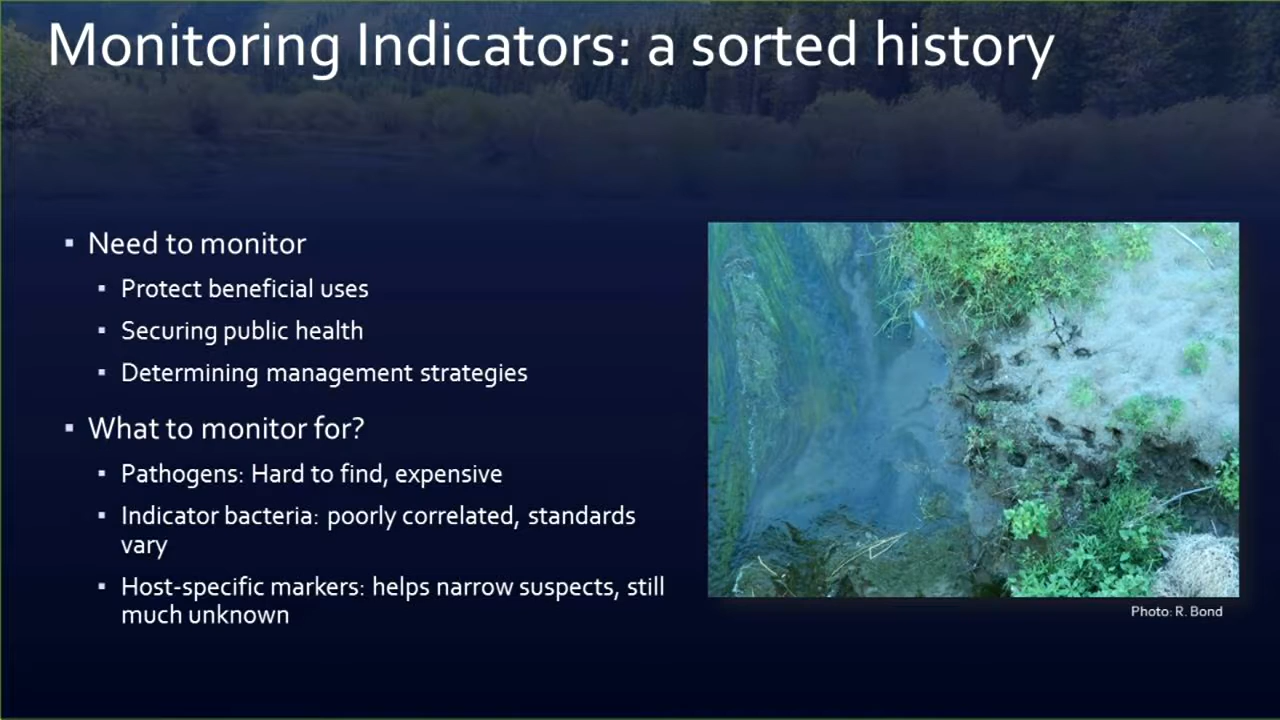 Monitoring Indicators: a sorted history
▪ Need to monitor
▪ Protect beneficial uses
▪ Securing public health
▪ Determining management strategies
▪ What to monitor for?
▪ Pathogens: Hard to find, expensive
▪ Indicator bacteria: poorly correlated, standards
vary
▪ Host-specific markers: helps narrow suspects, still
much unknown
Photo: R. Bond